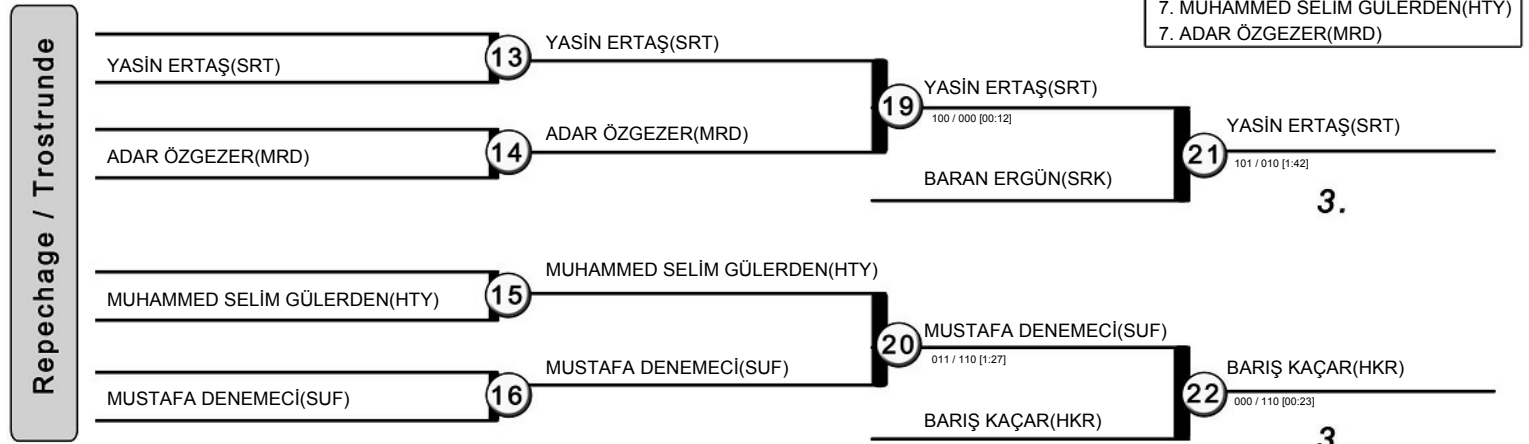 7. MUHAMMED SELİM GÜLERDEN(HTY)
7. ADAR ÖZGEZER(MRD)
Repechage / Trostrunde
YASİN ERTAŞ(SRT)
13
YASİN ERTAŞ(SRT)
ADAR ÖZGEZER(MRD)
14
ADAR ÖZGEZER(MRD)
19
YASİN ERTAŞ(SRT)
100 / 000 [00:12]
BARAN ERGÜN(SRK)
21
YASİN ERTAŞ(SRT)
101 / 010 [1:42]
3.
MUHAMMED SELİM GÜLERDEN(HTY)
15
MUHAMMED SELİM GÜLERDEN(HTY)
MUSTAFA DENEMECİ(SUF)
16
MUSTAFA DENEMECİ(SUF)
20
MUSTAFA DENEMECİ(SUF)
011 / 110 [1:27]
BARIŞ KAÇAR(HKR)
22
BARIŞ KAÇAR(HKR)
000 / 110 [00:23]
3